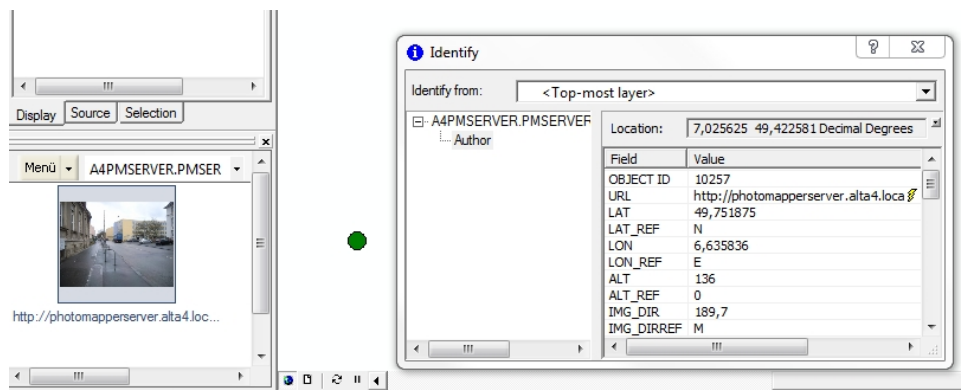 Display Source Selection
Menü A4PMSERVER.PMSER
http://photomapperserver.alta4.loc...
Identify
Identify from: <Top-most layer>
A4PMSERVER.PMSERVER
Author
Location: 7,025625 49,422581 Decimal Degrees
Field Value
OBJECT ID 10257
URL http://photomapperserver.alta4.loca
LAT 49,751875
LAT_REF N
LON 6,635836
LON_REF E
ALT 136
ALT_REF 0
IMG_DIR 189,7
IMG_DIRREF M